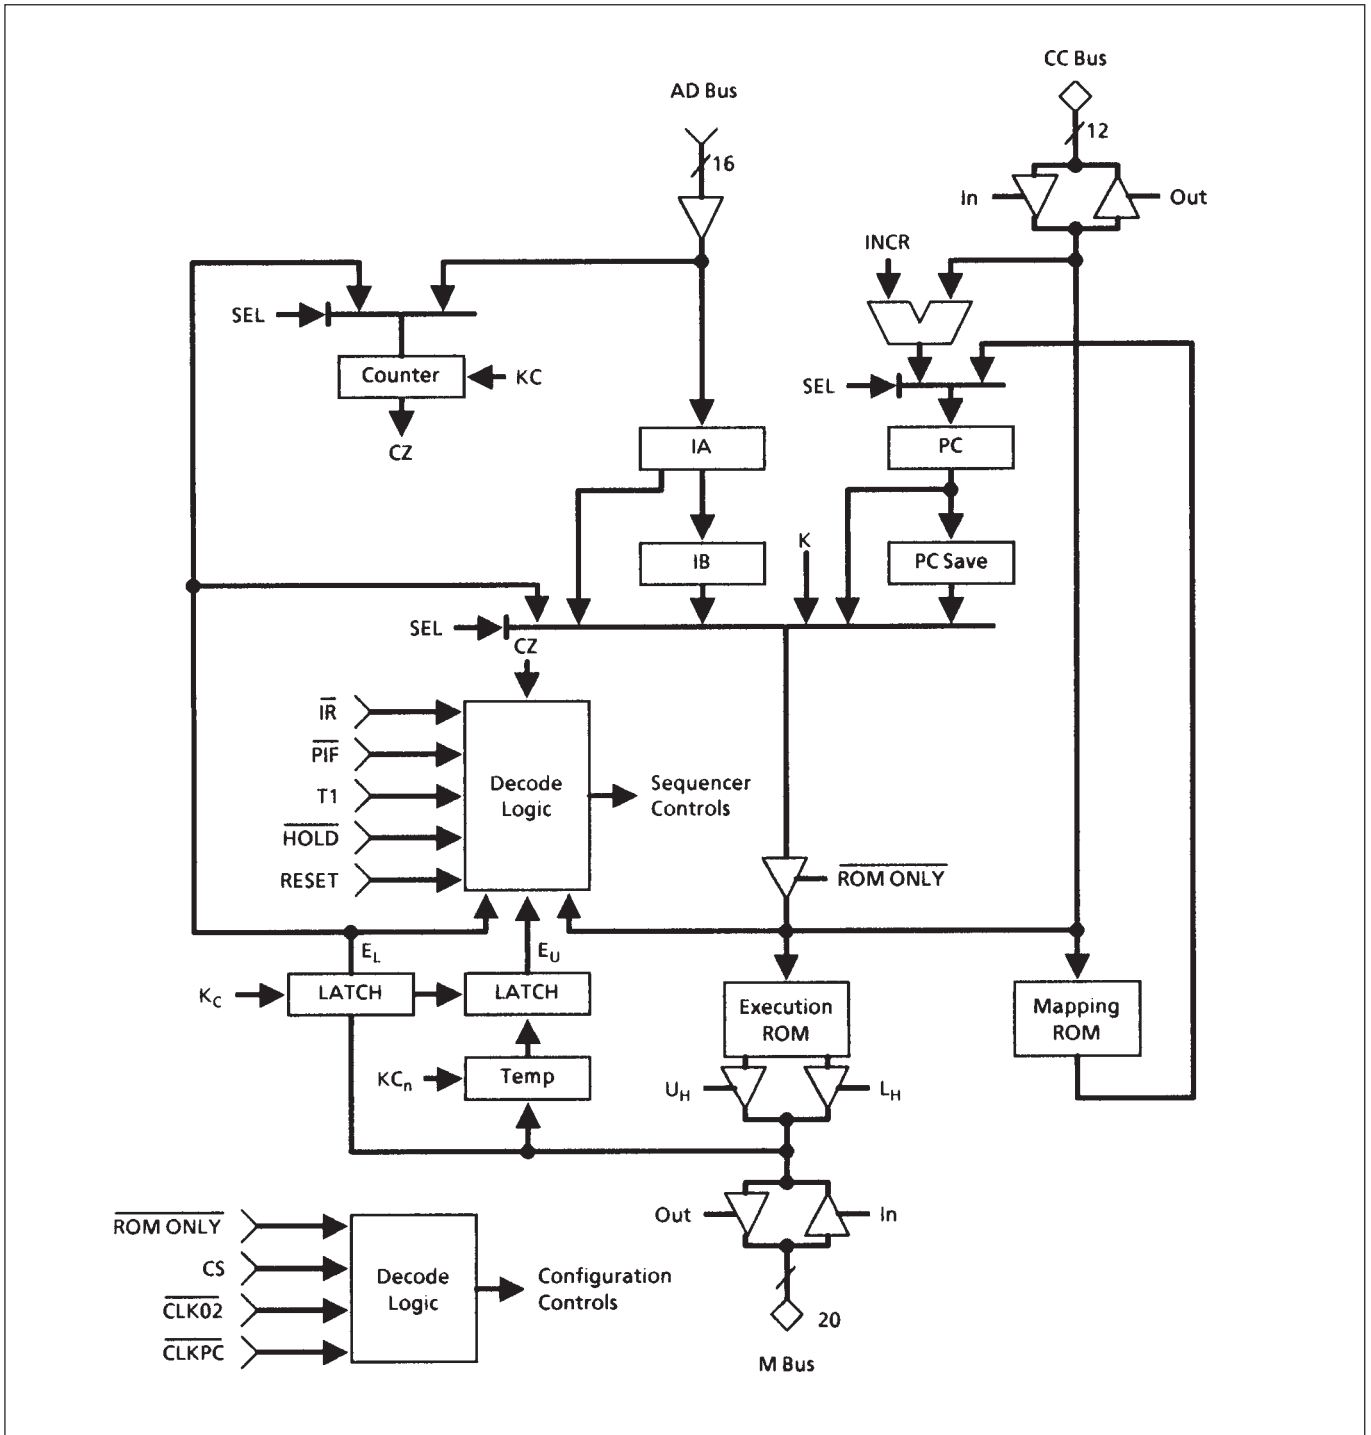 CC Bus
AD Bus
12
16
In
Out
INCR
SEL
Counter
KC
SEL
CZ
IA
PC
K
IB
PC Save
SEL
CZ
IR
PIF
Decode
Logic
Sequencer
Controls
T1
HOLD
RESET
ROM ONLY
EL
EU
KC
LATCH
LATCH
Execution
ROM
Mapping
ROM
KCn
Temp
UH
LH
Out
In
ROM ONLY
CS
CLK02
CLKPC
Decode
Logic
Configuration
Controls
20
M Bus